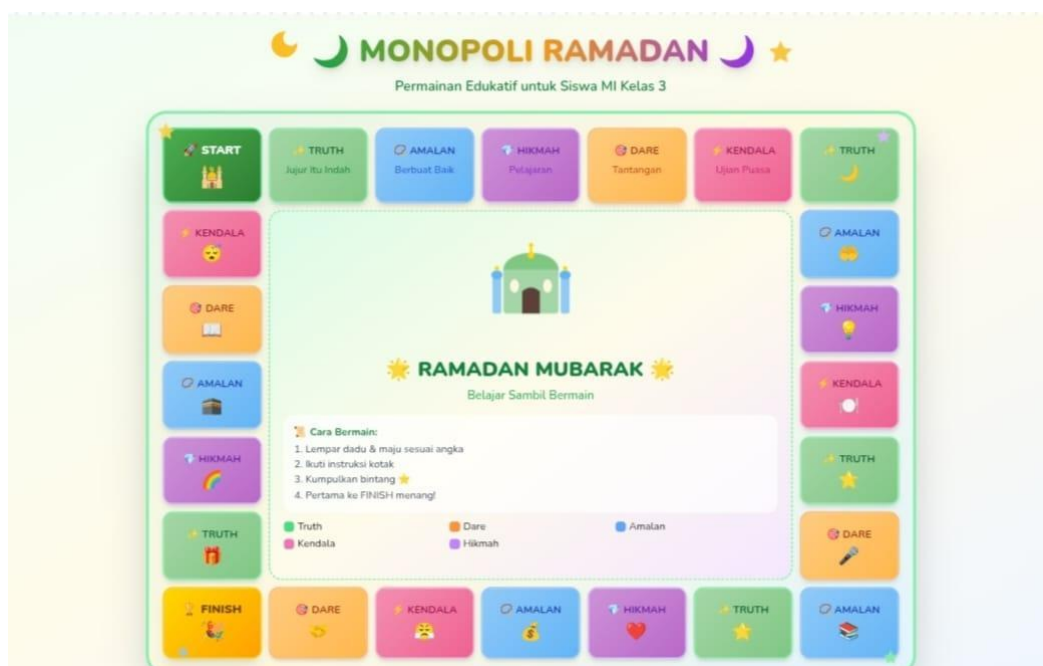 MONOPOLI RAMADAN
Permainan Edukatif untuk Siswa MI Kelas 3
START
TRUTH
Jujur Itu Indah
AMALAN
Berbuat Baik
HIKMAH
Pelajaran
DARE
Tantangan
KENDALA
Ujian Puasa
TRUTH
KENDALA
AMALAN
DARE
HIKMAH
AMALAN
KENDALA
HIKMAH
TRUTH
TRUTH
DARE
RAMADAN MUBARAK
Belajar Sambil Bermain
Cara Bermain:
1. Lempar dadu & maju sesuai angka
2. Ikuti instruksi kotak
3. Kumpulkan bintang ⭐
4. Pertama ke FINISH menang!
Truth
Dare
Amalan
Kendala
Hikmah
FINISH
DARE
KENDALA
AMALAN
HIKMAH
TRUTH
AMALAN